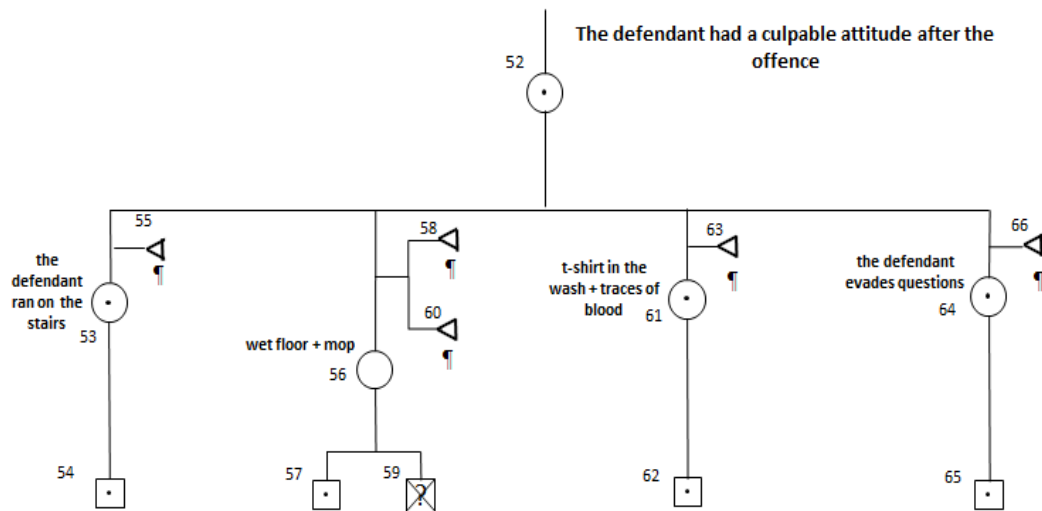 The defendant had a culpable attitude after the
offence
52
55
58
63
66
¶
¶
¶
¶
the
defendant
ran on the
stairs
53
t-shirt in the
wash + traces of
blood
61
the defendant
evades questions
64
60
¶
wet floor + mop
56
54
57
59
?
62
65